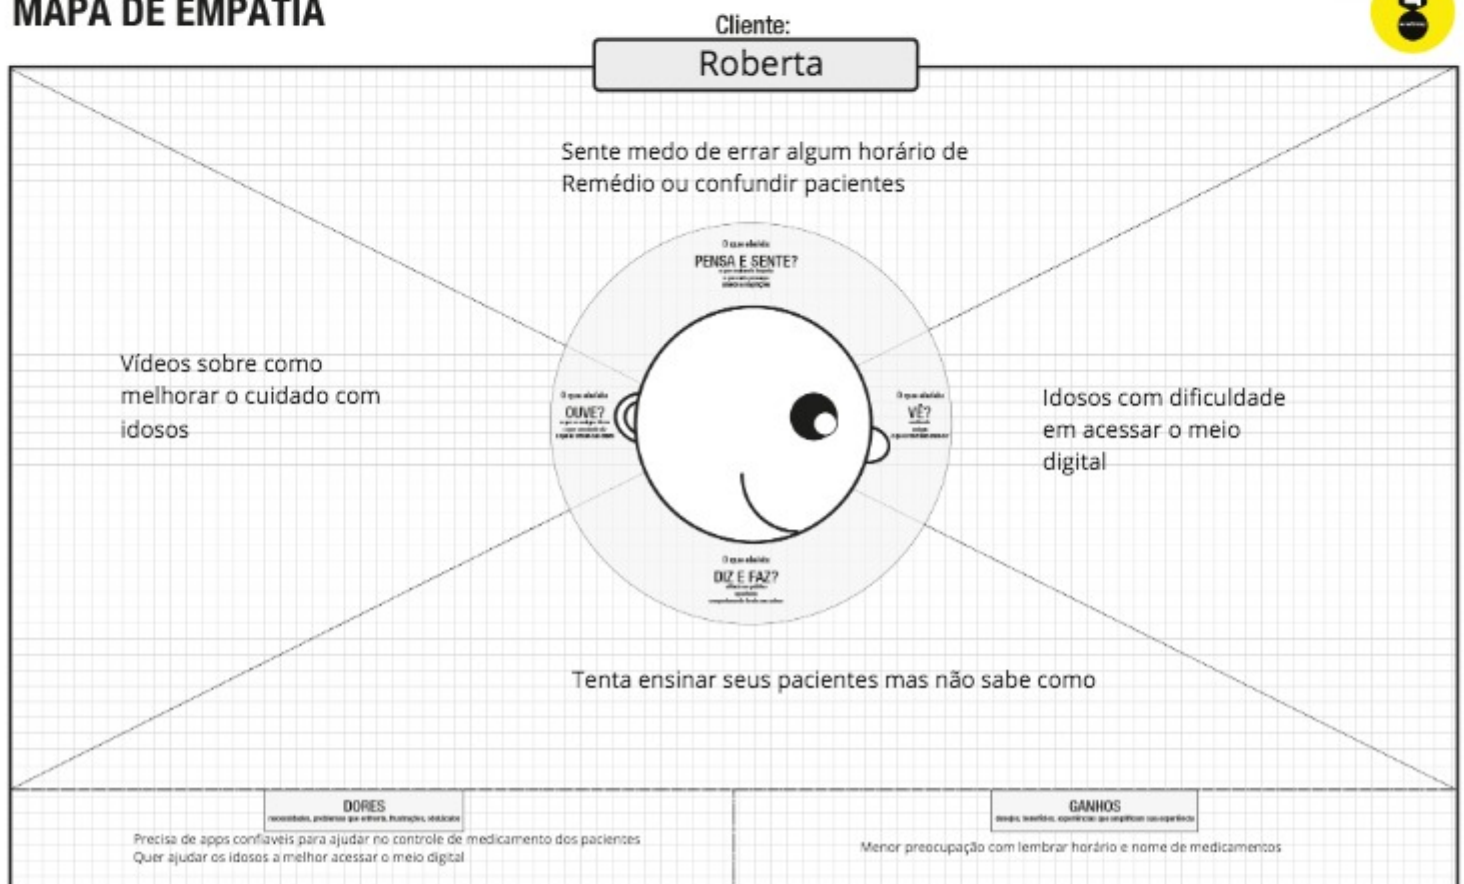 MAPA DE EMPATIA
Cliente:
Roberta
Sente medo de errar algum horário de
Remédio ou confundir pacientes
O que ela(e)
PENSA E SENTE?
Vídeos sobre como
melhorar o cuidado com
idosos
OUVE?
VÊ?
Idosos com dificuldade
em acessar o meio
digital
DIZ E FAZ?
Tenta ensinar seus pacientes mas não sabe como
DORES
Precisa de apps confiavéis para ajudar no controle de medicamento dos pacientes
Quer ajudar os idosos a melhor acessar o meio digital
GANHOS
Menor preocupação com lembrar horário e nome de medicamentos